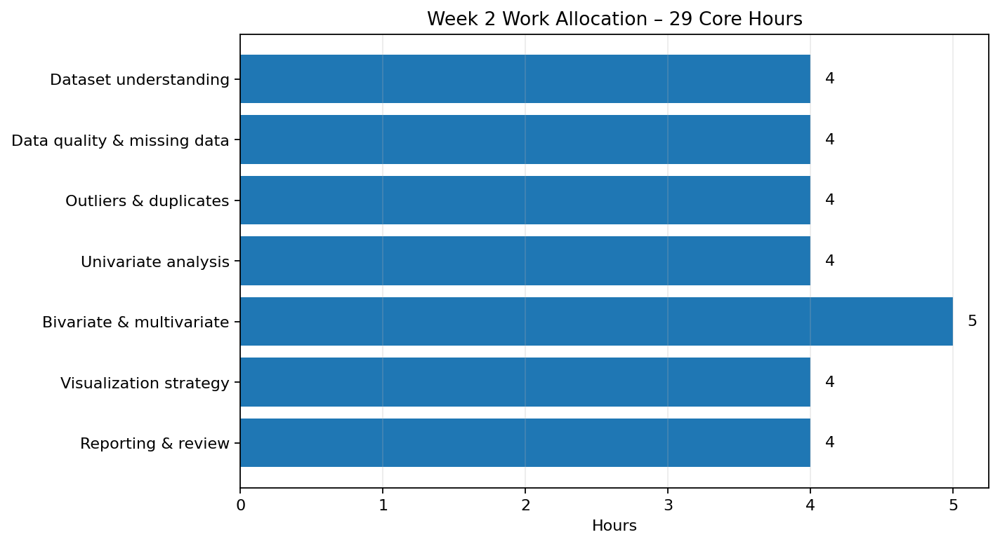 Week 2 Work Allocation – 29 Core Hours
Dataset understanding 4
Data quality & missing data 4
Outliers & duplicates 4
Univariate analysis 4
Bivariate & multivariate 5
Visualization strategy 4
Reporting & review 4
0 1 2 3 4 5
Hours